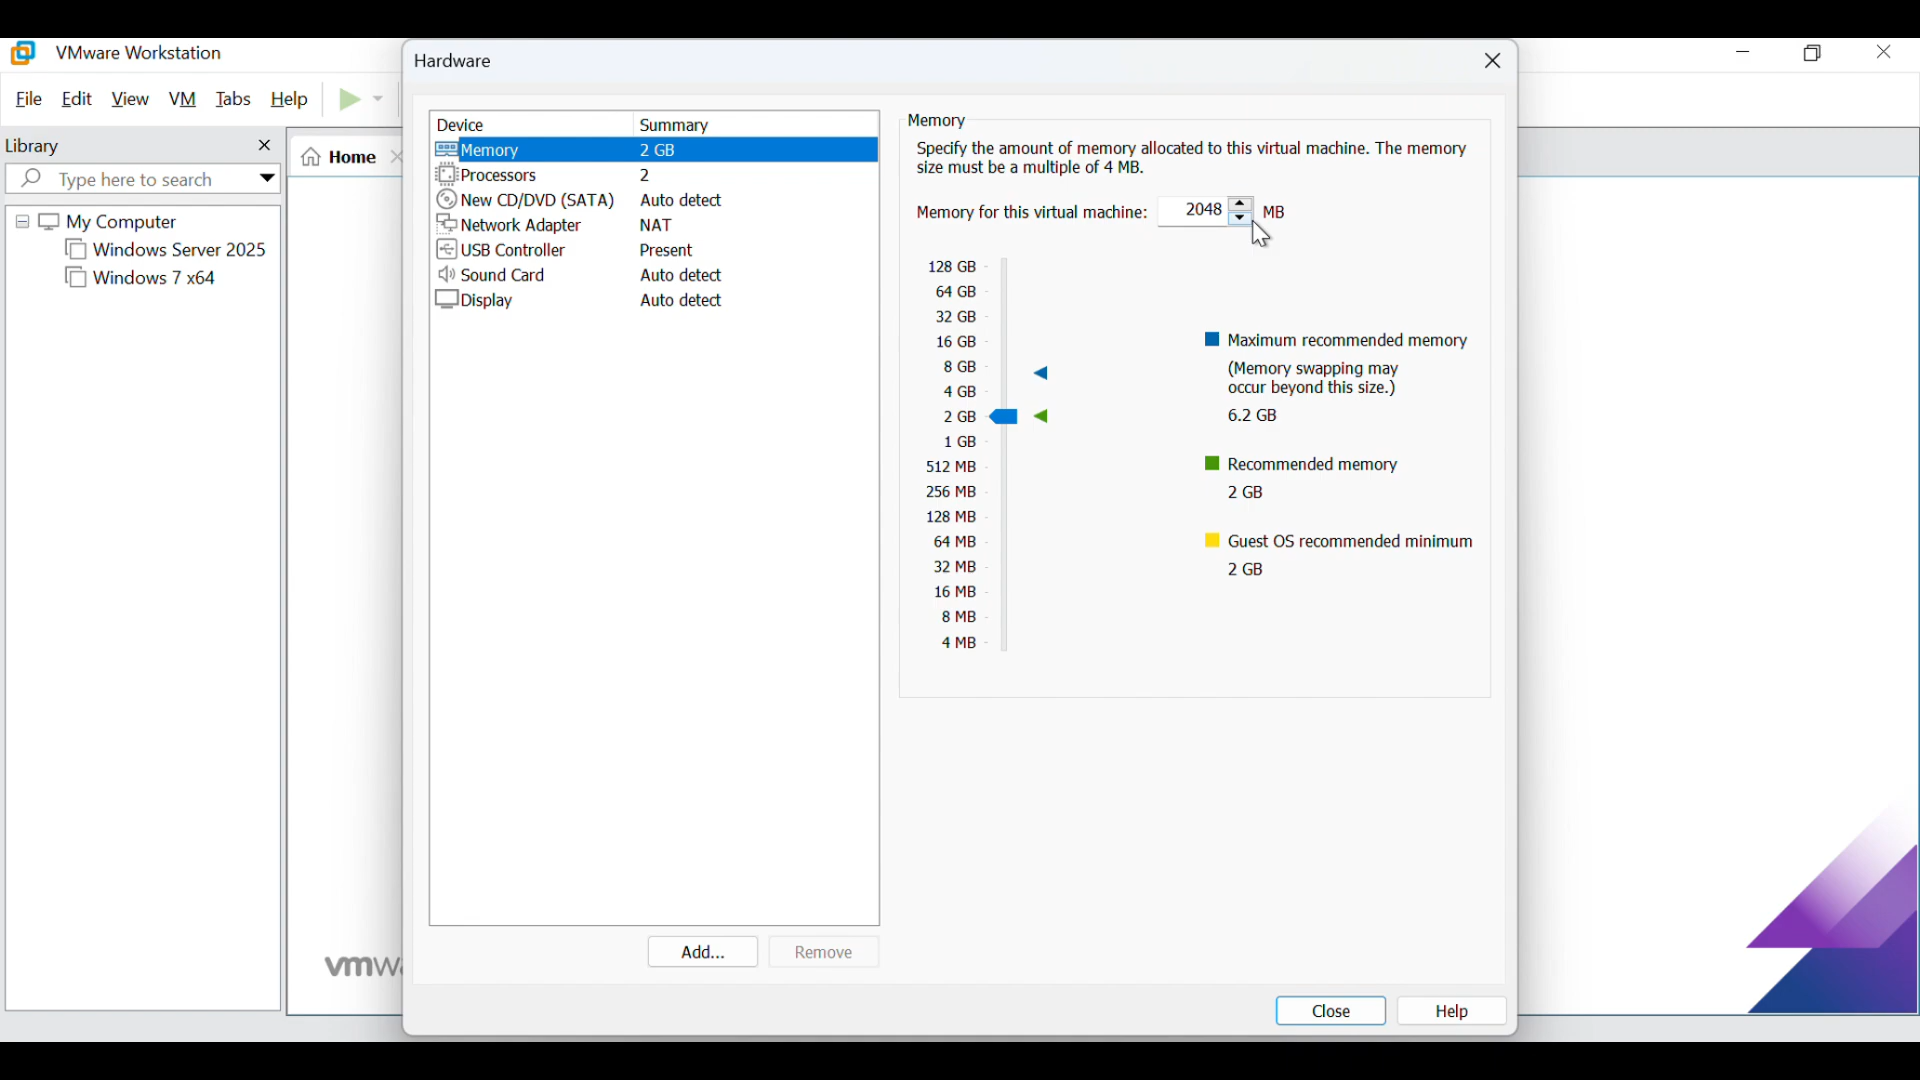 VMware Workstation
File Edit View VM Tabs Help
Library
Type here to search
My Computer
Windows Server 2025
Windows 7 x64
Home
Hardware
Device Summary
Memory 2 GB
Processors 2
New CD/DVD (SATA) Auto detect
Network Adapter NAT
USB Controller Present
Sound Card Auto detect
Display Auto detect
Add... Remove
Memory
Specify the amount of memory allocated to this virtual machine. The memory
size must be a multiple of 4 MB.
Memory for this virtual machine: 2048 MB
128 GB
64 GB
32 GB
16 GB
8 GB
4 GB
2 GB
1 GB
512 MB
256 MB
128 MB
64 MB
32 MB
16 MB
8 MB
4 MB
Maximum recommended memory
(Memory swapping may
occur beyond this size.)
6.2 GB
Recommended memory
2 GB
Guest OS recommended minimum
2 GB
Close Help
vmwa